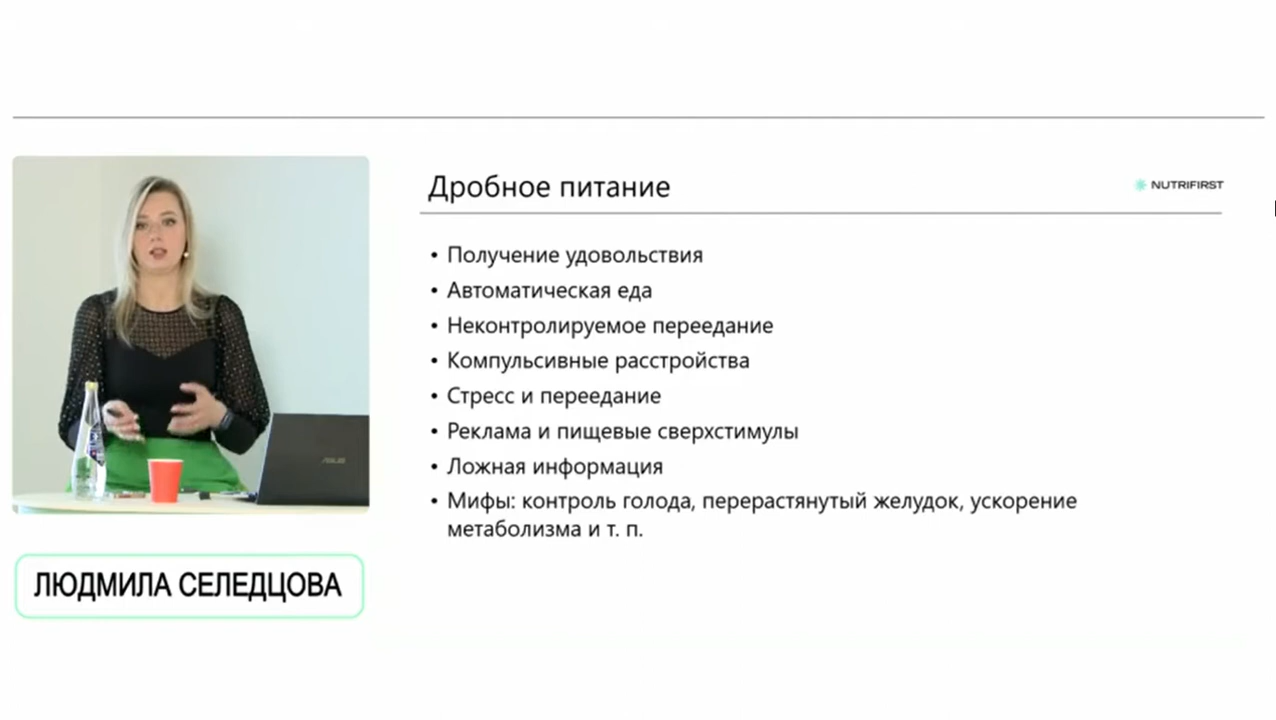 Дробное питание
NUTRIFIRST
• Получение удовольствия
• Автоматическая еда
• Неконтролируемое переедание
• Компульсивные расстройства
• Стресс и переедание
• Реклама и пищевые сверхстимулы
• Ложная информация
• Мифы: контроль голода, перерастянутый желудок, ускорение
метаболизма и т. п.
ASUS
ЛЮДМИЛА СЕЛЕДЦОВА